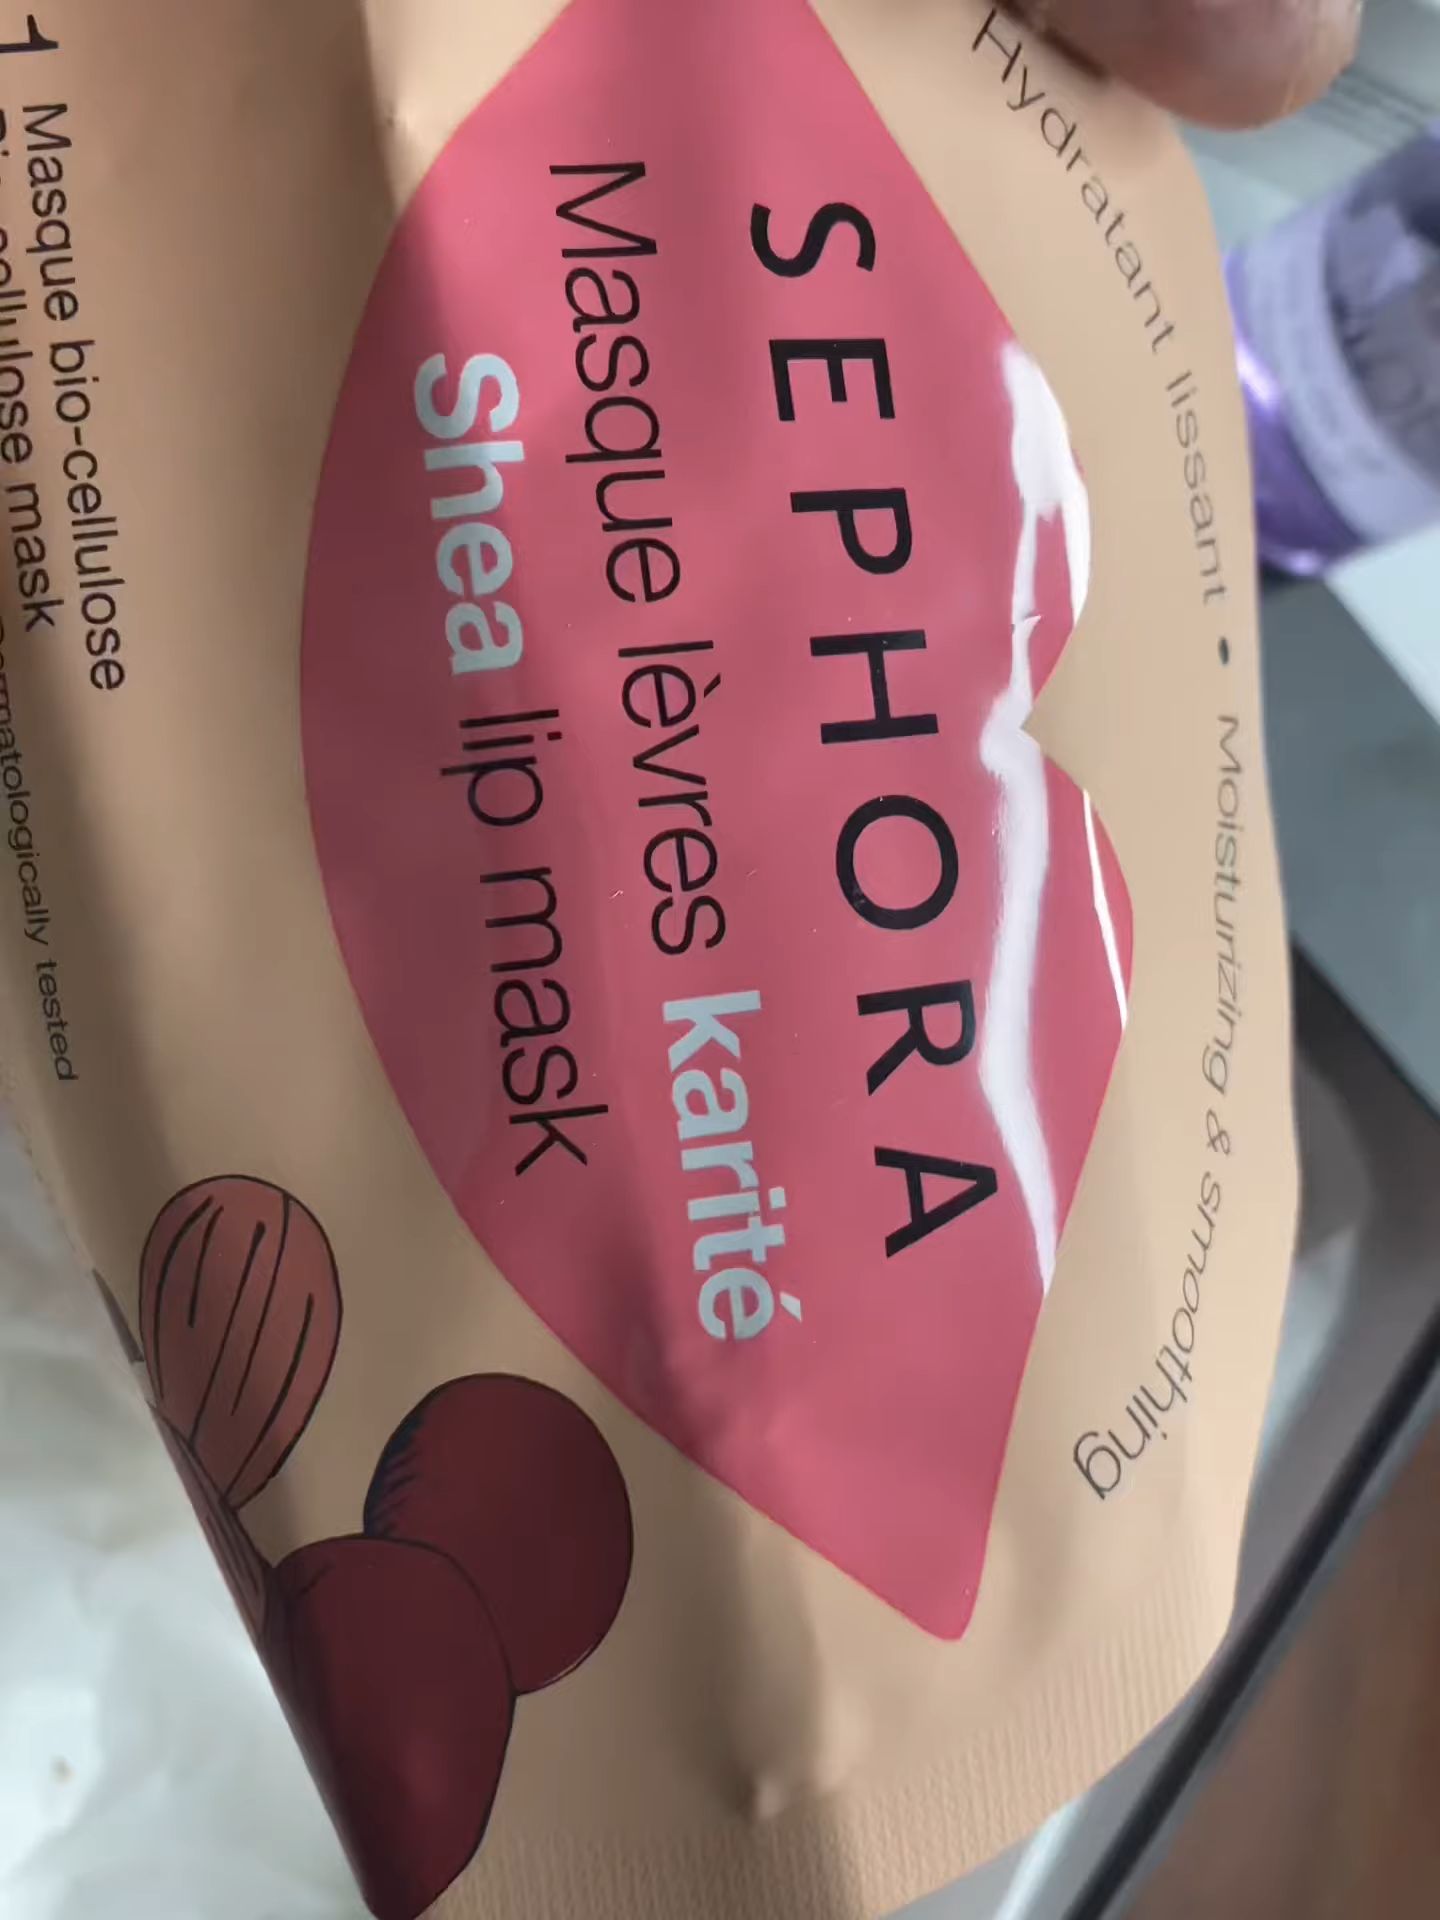 Hydratant lissant • Moisturizing & smoothing
SEPHORA
Masque lèvres karité
Shea lip mask
1 Masque bio-cellulose
Bio-cellulose mask
Dermatologically tested